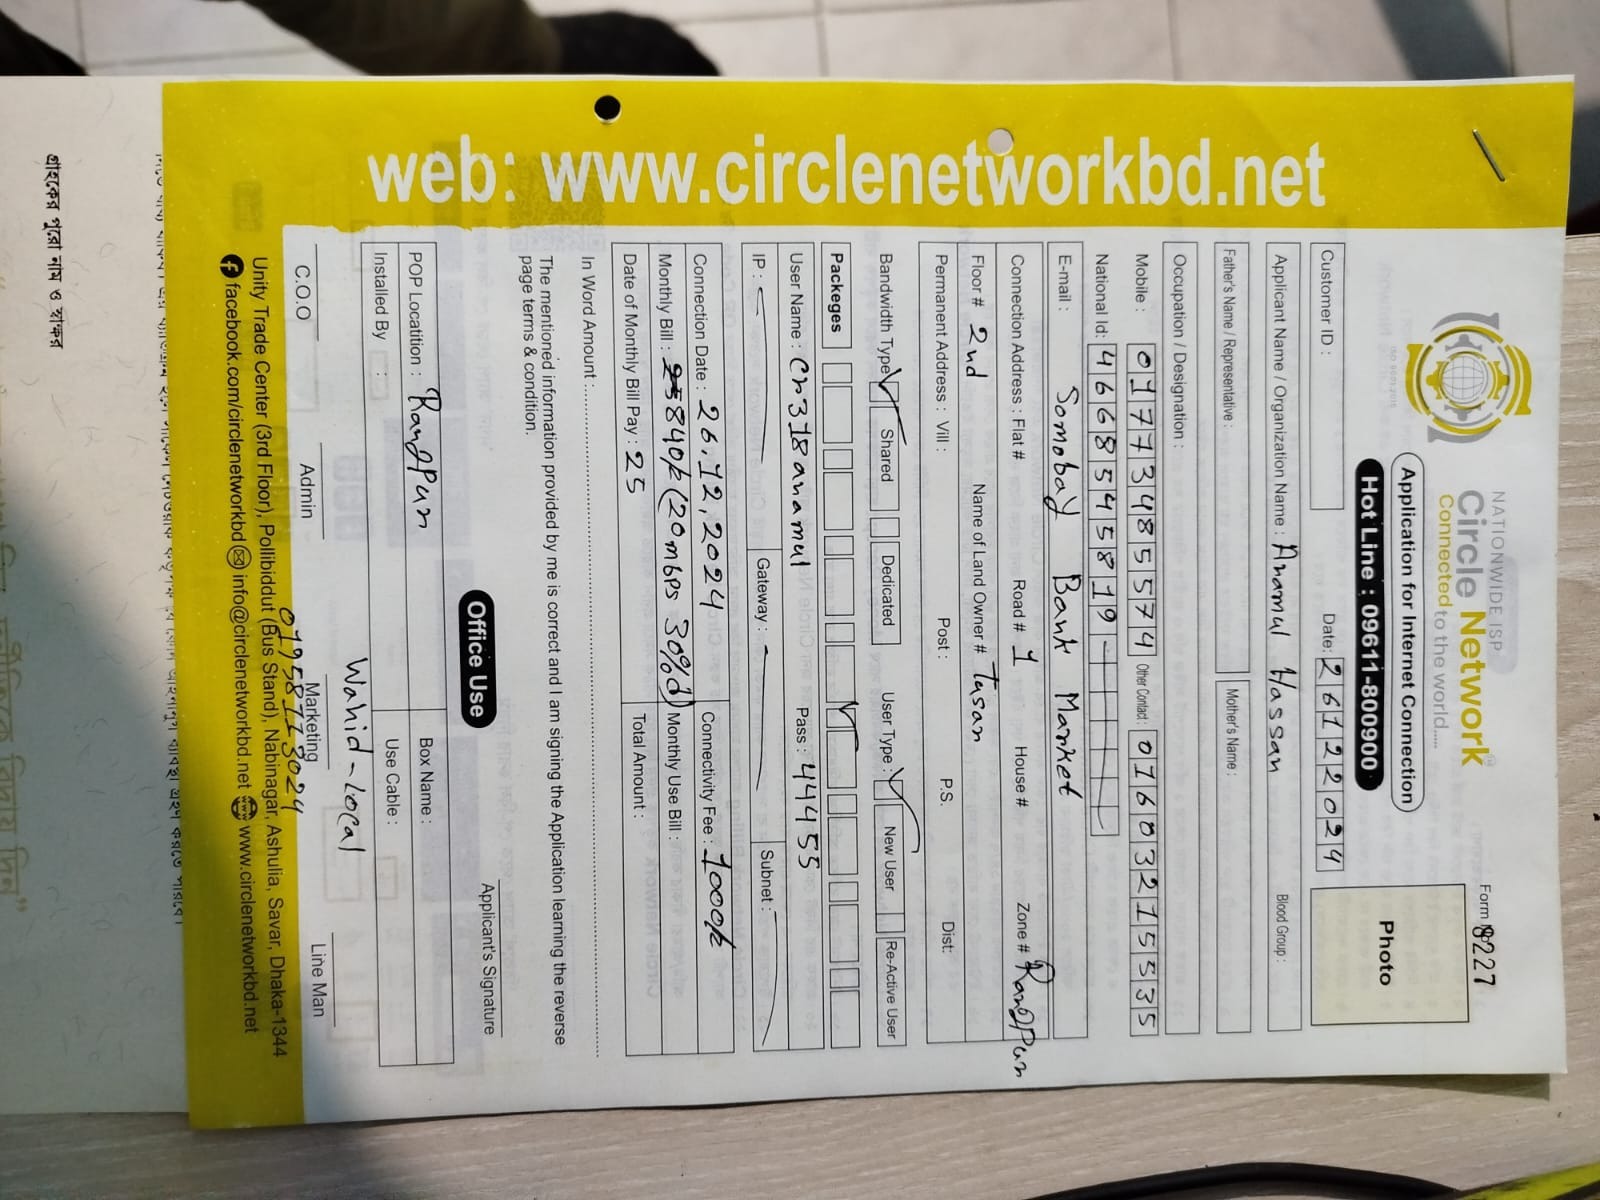 Form No 8227
NATIONWIDE ISP
Circle Network
Connected to the world.....
Application for Internet Connection
Hot Line : 09611-800900
Photo
Customer ID :
Date: 26122024
Applicant Name / Organization Name : Anamul Hassan
Blood Group :
Father's Name / Representative :
Mother's Name :
Occupation / Designation :
Mobile : 01773485574 Other Contact : 01603215535
National Id: 4668545819
E-mail : Somobay Bank Market
Connection Address : Flat # Road # 1 House # Zone # Rangpur
Floor # 2nd Name of Land Owner # Tusan
Permanent Address : Vill : Post : P.S. Dist:
Bandwidth Type Shared Dedicated User Type : New User Re-Active User
Packeges
User Name : Cn318anamul Pass : 44455
IP : Gateway : Subnet :
Connection Date : 26.12.2024 Connectivity Fee : 1000/-
Monthly Bill : 840/- (20mbps 30%d) Monthly Use Bill :
Date of Monthly Bill Pay : 25 Total Amount :
In Word Amount :
The mentioned information provided by me is correct and I am signing the Application learning the reverse
page terms & condition.
Applicant's Signature
Office Use
POP Location : Rangpur Box Name :
Installed By : Use Cable :
Wahid-Local
C.O.O Admin Marketing Line Man
01958113024
Unity Trade Center (3rd Floor), Pollibiddut (Bus Stand), Nabinagar, Ashulia, Savar, Dhaka-1344
facebook.com/circlenetworkbd info@circlenetworkbd.net www.circlenetworkbd.net
web: www.circlenetworkbd.net
গ্রাহকের পুরো নাম ও স্বাক্ষর